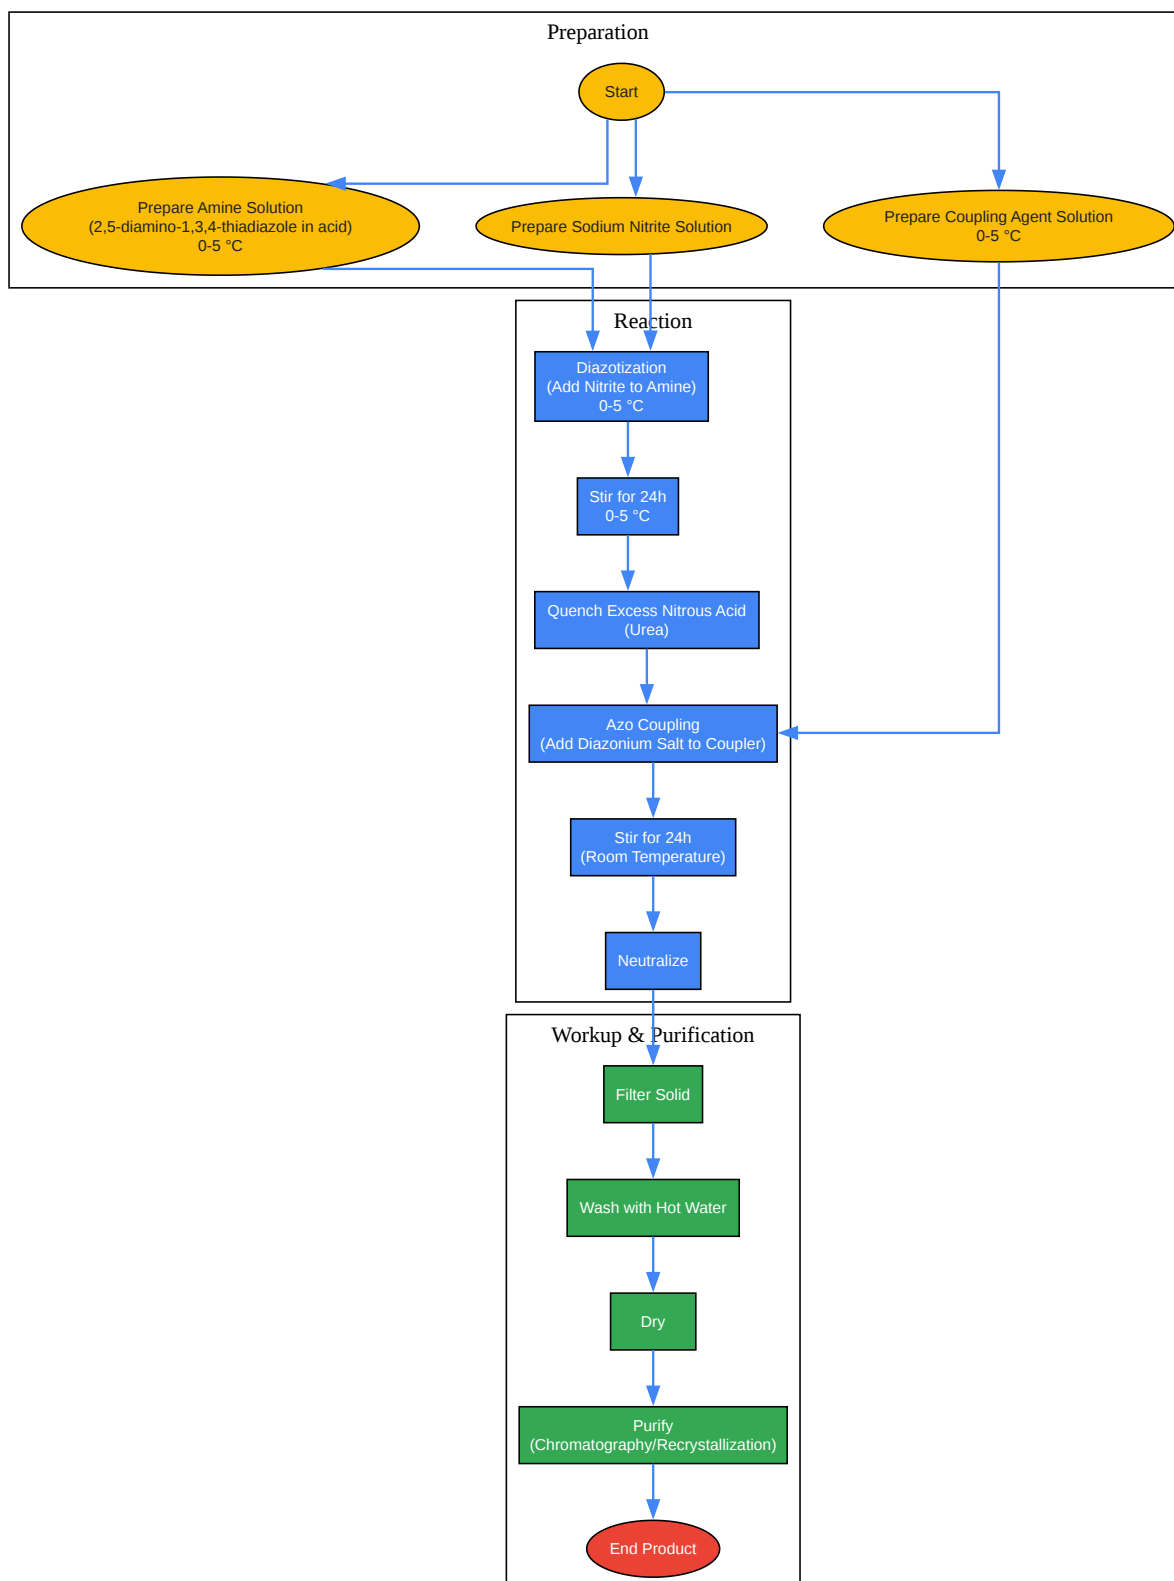 Preparation
Start
Prepare Amine Solution
(2,5-diamino-1,3,4-thiadiazole in acid)
0-5 °C
Prepare Sodium Nitrite Solution
Prepare Coupling Agent Solution
0-5 °C
Reaction
Diazotization
(Add Nitrite to Amine)
0-5 °C
Stir for 24h
0-5 °C
Quench Excess Nitrous Acid
(Urea)
Azo Coupling
(Add Diazonium Salt to Coupler)
Stir for 24h
(Room Temperature)
Neutralize
Workup & Purification
Filter Solid
Wash with Hot Water
Dry
Purify
(Chromatography/Recrystallization)
End Product